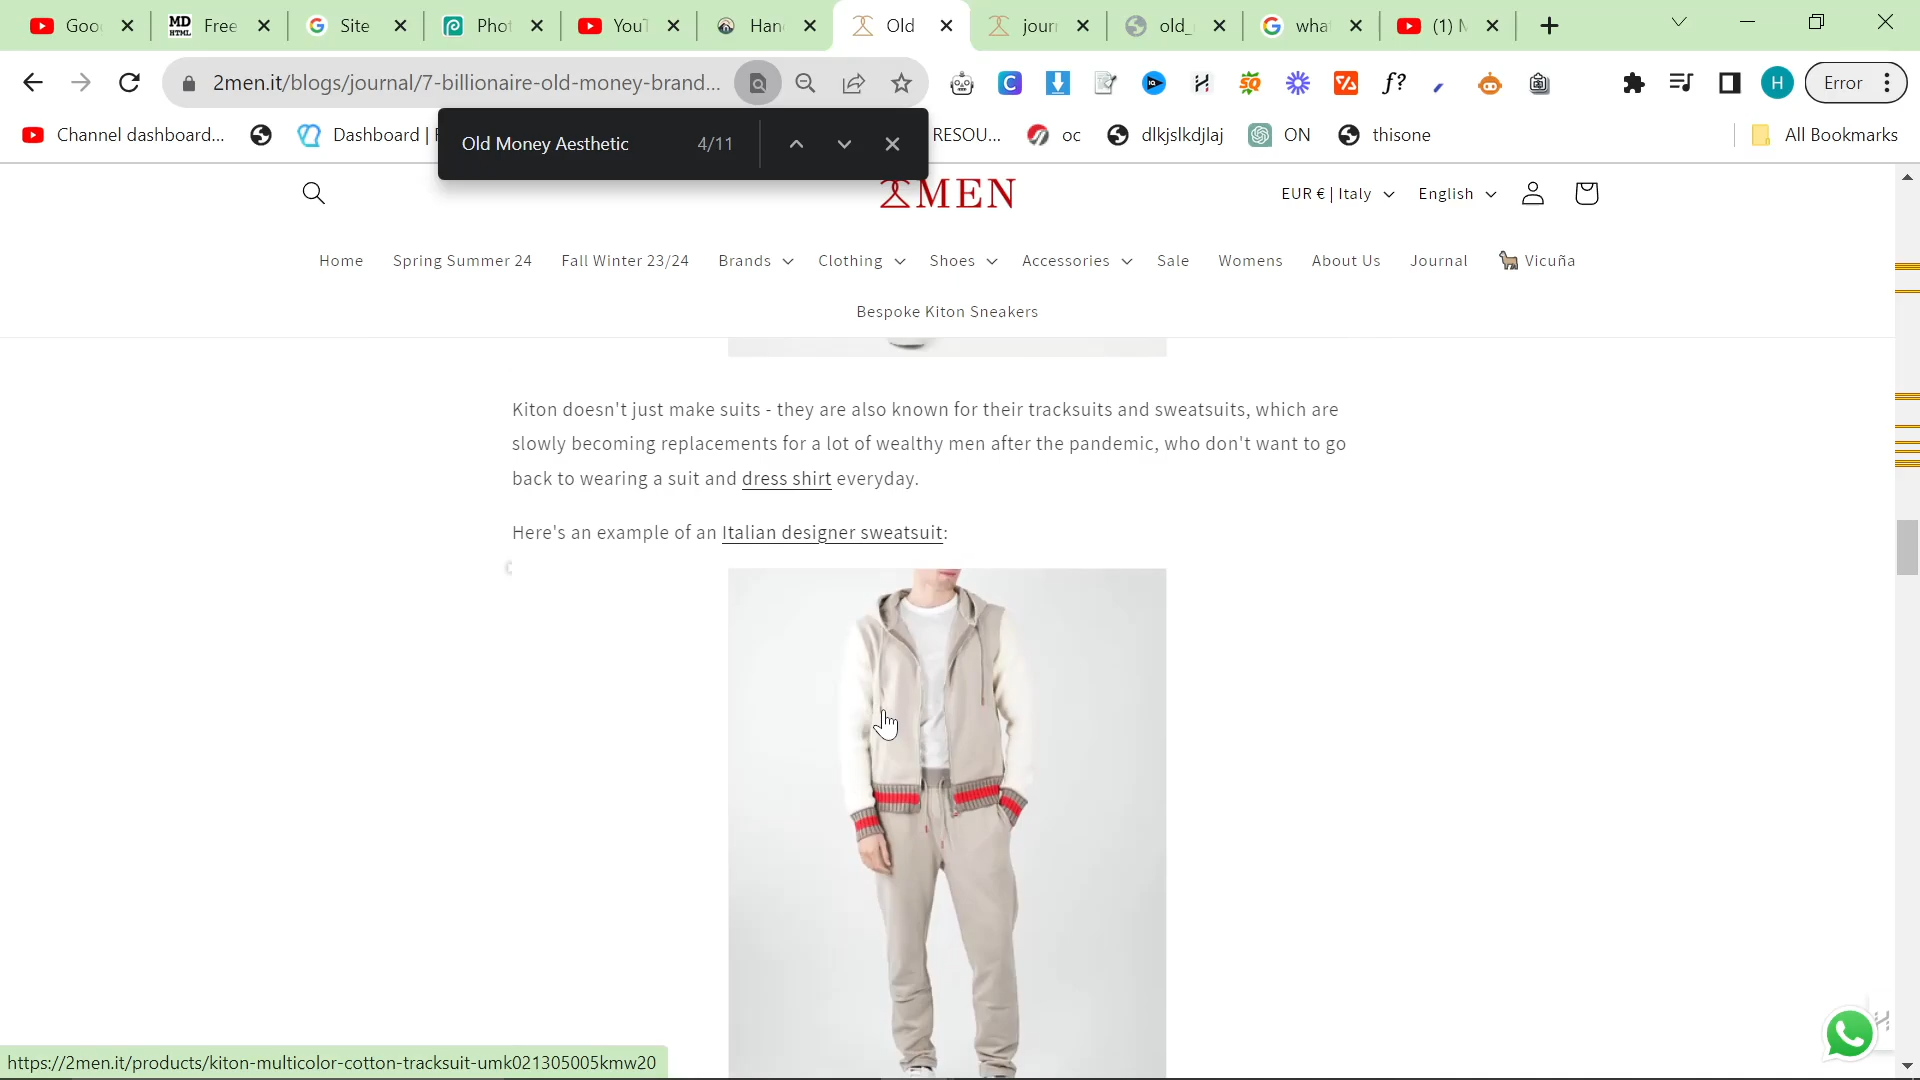 Goo
Free
Site
Phot
YouT
Han
Old
jour
old_
wha
(1) M
2men.it/blogs/journal/7-billionaire-old-money-brand...
Error
H
Channel dashboard...
Dashboard | F
RESOU...
oc
dlkjslkdjlaj
ON
thisone
All Bookmarks
Old Money Aesthetic 4/11
2MEN
EUR € | Italy
English
Home
Spring Summer 24
Fall Winter 23/24
Brands
Clothing
Shoes
Accessories
Sale
Womens
About Us
Journal
Vicuña
Bespoke Kiton Sneakers
Kiton doesn't just make suits - they are also known for their tracksuits and sweatsuits, which are
slowly becoming replacements for a lot of wealthy men after the pandemic, who don't want to go
back to wearing a suit and dress shirt everyday.
Here's an example of an Italian designer sweatsuit:
https://2men.it/products/kiton-multicolor-cotton-tracksuit-umk021305005kmw20